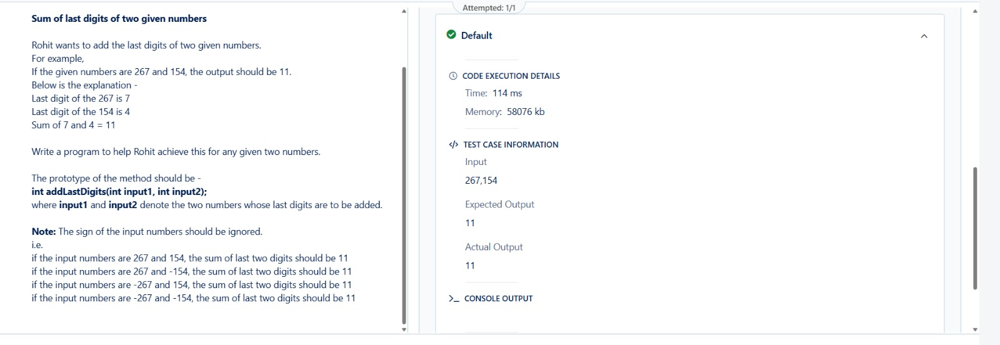 Attempted: 1/1
Sum of last digits of two given numbers
Rohit wants to add the last digits of two given numbers.
For example,
If the given numbers are 267 and 154, the output should be 11.
Below is the explanation -
Last digit of the 267 is 7
Last digit of the 154 is 4
Sum of 7 and 4 = 11
Write a program to help Rohit achieve this for any given two numbers.
The prototype of the method should be -
int addLastDigits(int input1, int input2);
where input1 and input2 denote the two numbers whose last digits are to be added.
Note: The sign of the input numbers should be ignored.
i.e.
if the input numbers are 267 and 154, the sum of last two digits should be 11
if the input numbers are 267 and -154, the sum of last two digits should be 11
if the input numbers are -267 and 154, the sum of last two digits should be 11
if the input numbers are -267 and -154, the sum of last two digits should be 11
Default
CODE EXECUTION DETAILS
Time: 114 ms
Memory: 58076 kb
</> TEST CASE INFORMATION
Input
267,154
Expected Output
11
Actual Output
11
>_ CONSOLE OUTPUT